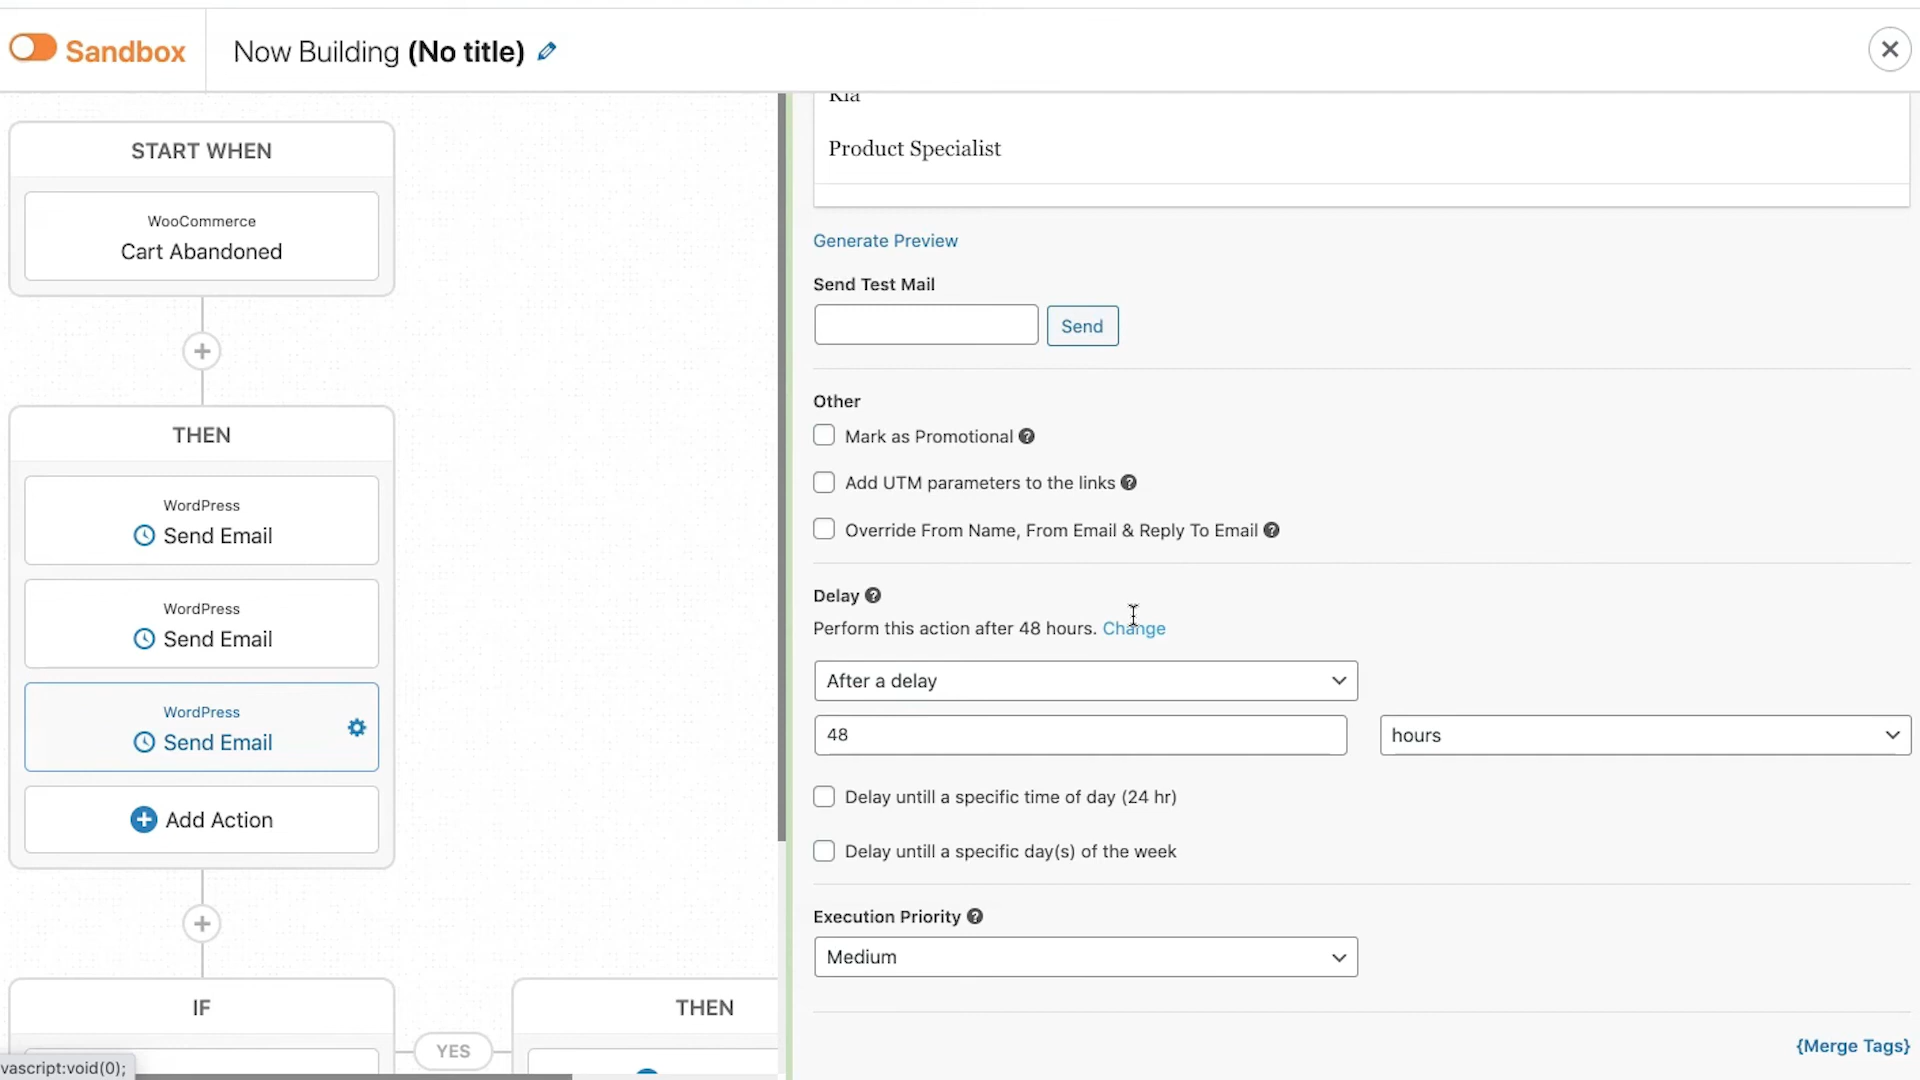 Sandbox
Now Building (No title)
START WHEN
WooCommerce
Cart Abandoned
THEN
WordPress
Send Email
WordPress
Send Email
WordPress
Send Email
Add Action
IF
YES
THEN
vascript:void(0);
Kia
Product Specialist
Generate Preview
Send Test Mail
Send
Other
Mark as Promotional
Add UTM parameters to the links
Override From Name, From Email & Reply To Email
Delay
Perform this action after 48 hours. Change
After a delay
48
hours
Delay untill a specific time of day (24 hr)
Delay untill a specific day(s) of the week
Execution Priority
Medium
{Merge Tags}